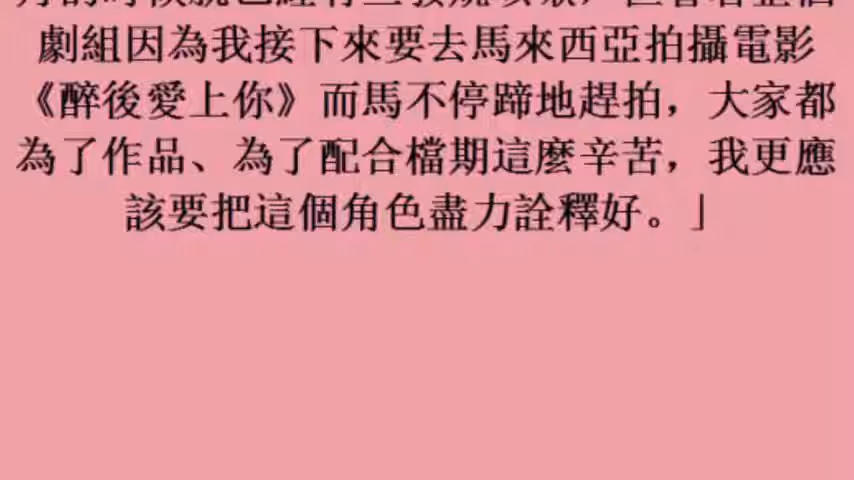 劇組因為我接下來要去馬來西亞拍攝電影
《醉後愛上你》而馬不停蹄地趕拍，大家都
為了作品、為了配合檔期這麼辛苦，我更應
該要把這個角色盡力詮釋好。」